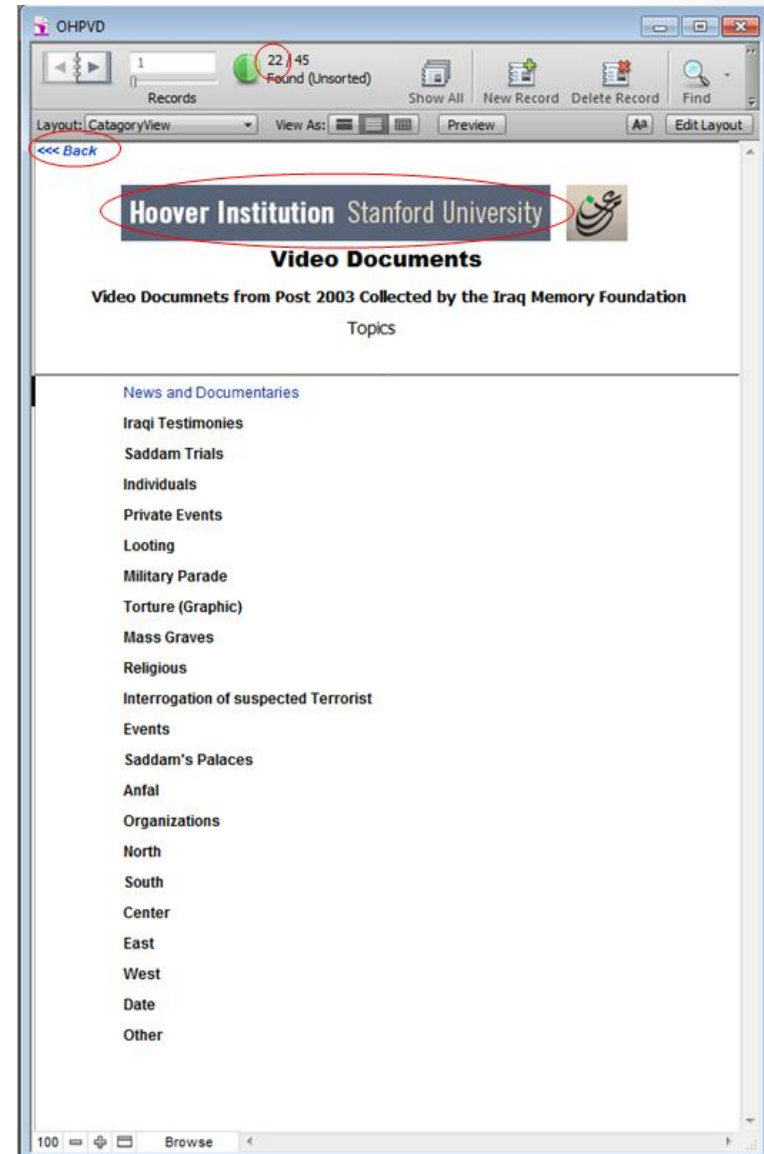 OHPVD
1
22 / 45
Found (Unsorted)
Records
Show All
New Record
Delete Record
Find
Layout: CatagoryView
View As:
Preview
Aa
Edit Layout
<<< Back
Hoover Institution Stanford University
Video Documents
Video Documnets from Post 2003 Collected by the Iraq Memory Foundation
Topics
News and Documentaries
Iraqi Testimonies
Saddam Trials
Individuals
Private Events
Looting
Military Parade
Torture (Graphic)
Mass Graves
Religious
Interrogation of suspected Terrorist
Events
Saddam's Palaces
Anfal
Organizations
North
South
Center
East
West
Date
Other
100
Browse